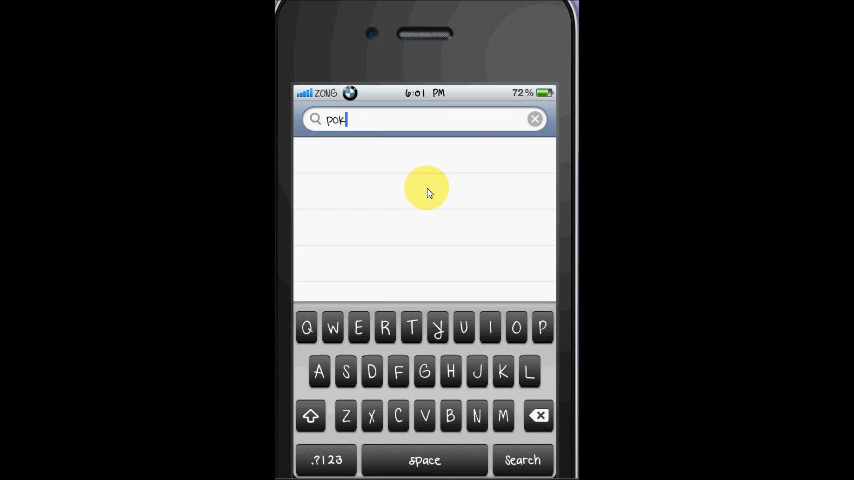 ZONG 6:01 PM 72%
pok
Q W E R T Y U I O P
A S D F G H J K L
Z X C V B N M
.?123 space Search